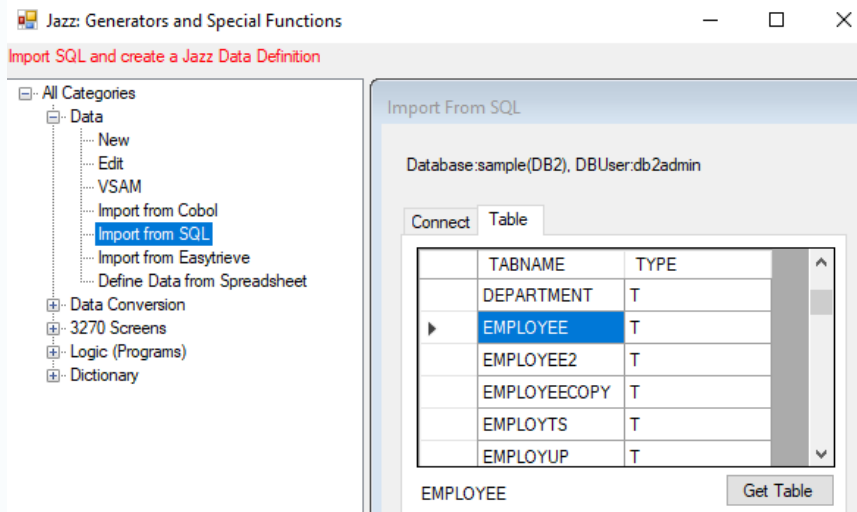 Jazz: Generators and Special Functions
Import SQL and create a Jazz Data Definition
All Categories
Data
New
Edit
VSAM
Import from Cobol
Import from SQL
Import from Easytrieve
Define Data from Spreadsheet
Data Conversion
3270 Screens
Logic (Programs)
Dictionary
Import From SQL
Database:sample(DB2), DBUser:db2admin
Connect Table
TABNAME TYPE
DEPARTMENT T
EMPLOYEE T
EMPLOYEE2 T
EMPLOYEECOPY T
EMPLOYTS T
EMPLOYUP T
EMPLOYEE Get Table